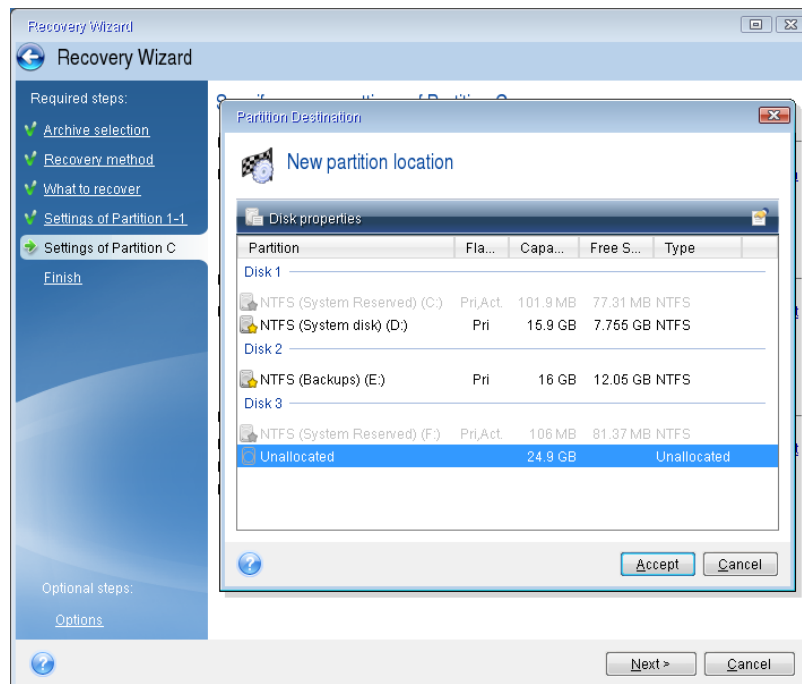 Recovery Wizard
Recovery Wizard
Required steps:
Archive selection
Recovery method
What to recover
Settings of Partition 1-1
Settings of Partition C
Finish
Optional steps:
Options
Partition Destination
New partition location
Disk properties
Partition Fla... Capa... Free S... Type
Disk 1
NTFS (System Reserved) (C:) Pri,Act. 101.9 MB 77.31 MB NTFS
NTFS (System disk) (D:) Pri 15.9 GB 7.755 GB NTFS
Disk 2
NTFS (Backups) (E:) Pri 16 GB 12.05 GB NTFS
Disk 3
NTFS (System Reserved) (F:) Pri,Act. 106 MB 81.37 MB NTFS
Unallocated 24.9 GB Unallocated
Accept Cancel
Next > Cancel